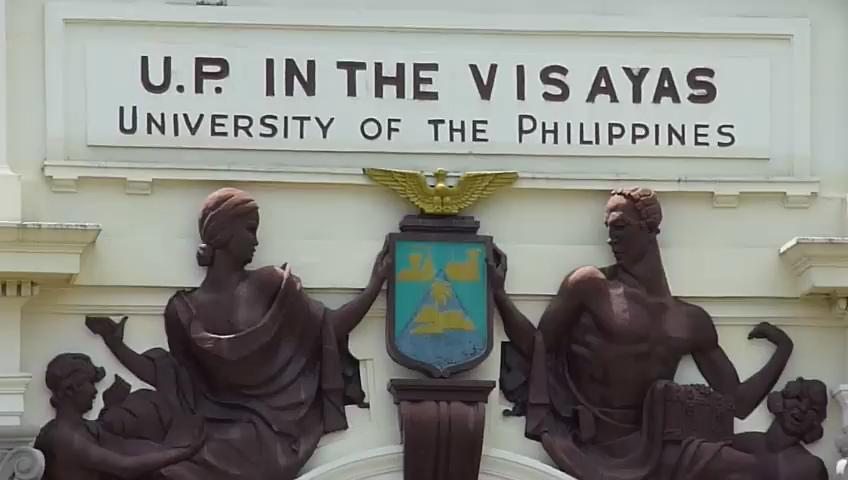 U.P. IN THE VISAYAS
UNIVERSITY OF THE PHILIPPINES